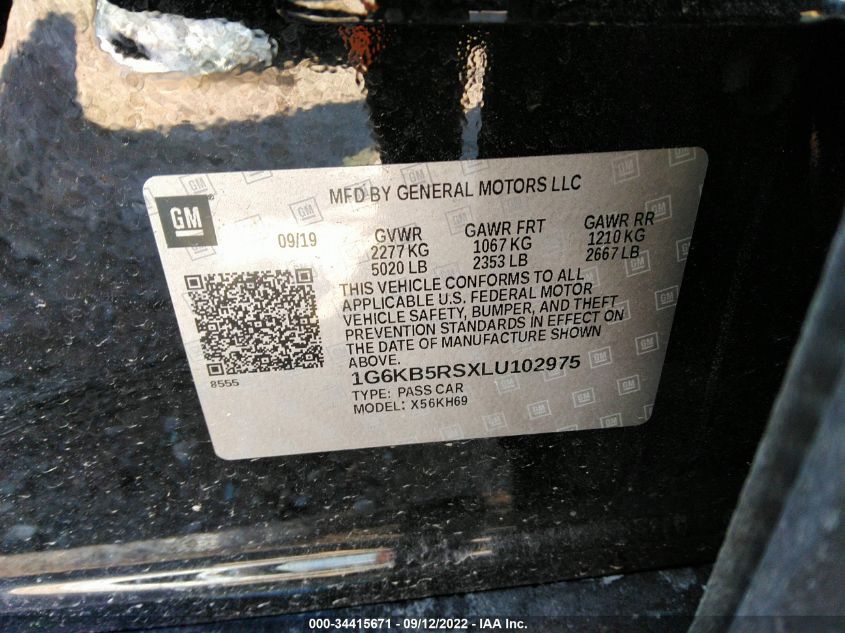 MFD BY GENERAL MOTORS LLC
GM
09/19
GVWR GAWR FRT GAWR RR
2277 KG 1067 KG 1210 KG
5020 LB 2353 LB 2667 LB
THIS VEHICLE CONFORMS TO ALL
APPLICABLE U.S. FEDERAL MOTOR
VEHICLE SAFETY, BUMPER, AND THEFT
PREVENTION STANDARDS IN EFFECT ON
THE DATE OF MANUFACTURE SHOWN
ABOVE.
8555
1G6KB5RSXLU102975
TYPE: PASS CAR
MODEL: X56KH69
000-34415671 - 09/12/2022 - IAA Inc.